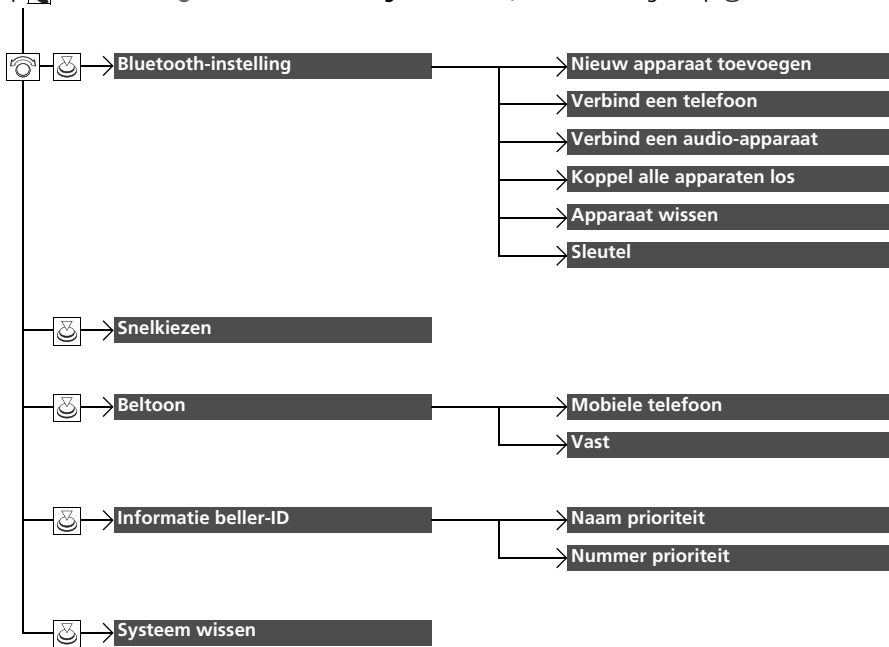 Bluetooth-instelling
Nieuw apparaat toevoegen
Verbind een telefoon
Verbind een audio-apparaat
Koppel alle apparaten los
Apparaat wissen
Sleutel
Snelkiezen
Beltoon
Mobiele telefoon
Vast
Informatie beller-ID
Naam prioriteit
Nummer prioriteit
Systeem wissen